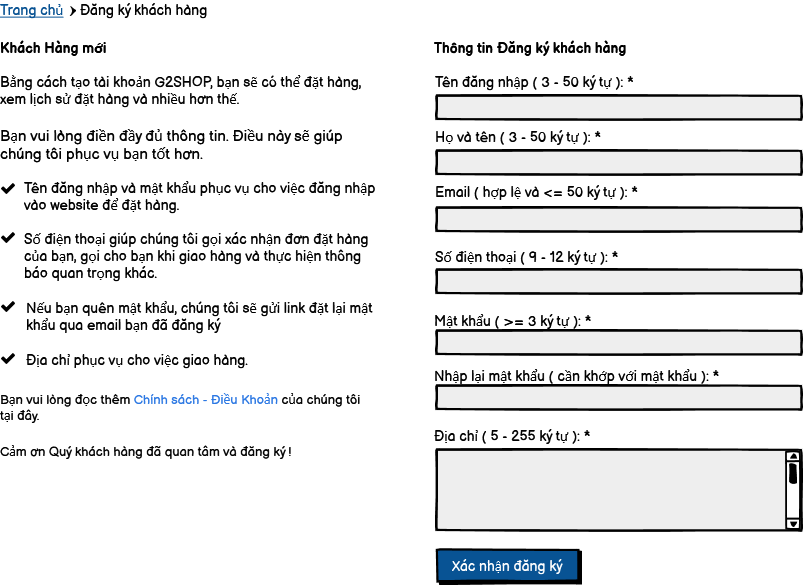 Trang chủ > Đăng ký khách hàng
Khách Hàng mới
Bằng cách tạo tài khoản G2SHOP, bạn sẽ có thể đặt hàng,
xem lịch sử đặt hàng và nhiều hơn thế.
Bạn vui lòng điền đầy đủ thông tin. Điều này sẽ giúp
chúng tôi phục vụ bạn tốt hơn.
Tên đăng nhập và mật khẩu phục vụ cho việc đăng nhập
vào website để đặt hàng.
Số điện thoại giúp chúng tôi gọi xác nhận đơn đặt hàng
của bạn, gọi cho bạn khi giao hàng và thực hiện thông
báo quan trọng khác.
Nếu bạn quên mật khẩu, chúng tôi sẽ gửi link đặt lại mật
khẩu qua email bạn đã đăng ký
Địa chỉ phục vụ cho việc giao hàng.
Bạn vui lòng đọc thêm Chính sách - Điều Khoản của chúng tôi
tại đây.
Cảm ơn Quý khách hàng đã quan tâm và đăng ký !
Thông tin Đăng ký khách hàng
Tên đăng nhập ( 3 - 50 ký tự ): *
Họ và tên ( 3 - 50 ký tự ): *
Email ( hợp lệ và <= 50 ký tự ): *
Số điện thoại ( 9 - 12 ký tự ): *
Mật khẩu ( >= 3 ký tự ): *
Nhập lại mật khẩu ( cần khớp với mật khẩu ): *
Địa chỉ ( 5 - 255 ký tự ): *
Xác nhận đăng ký